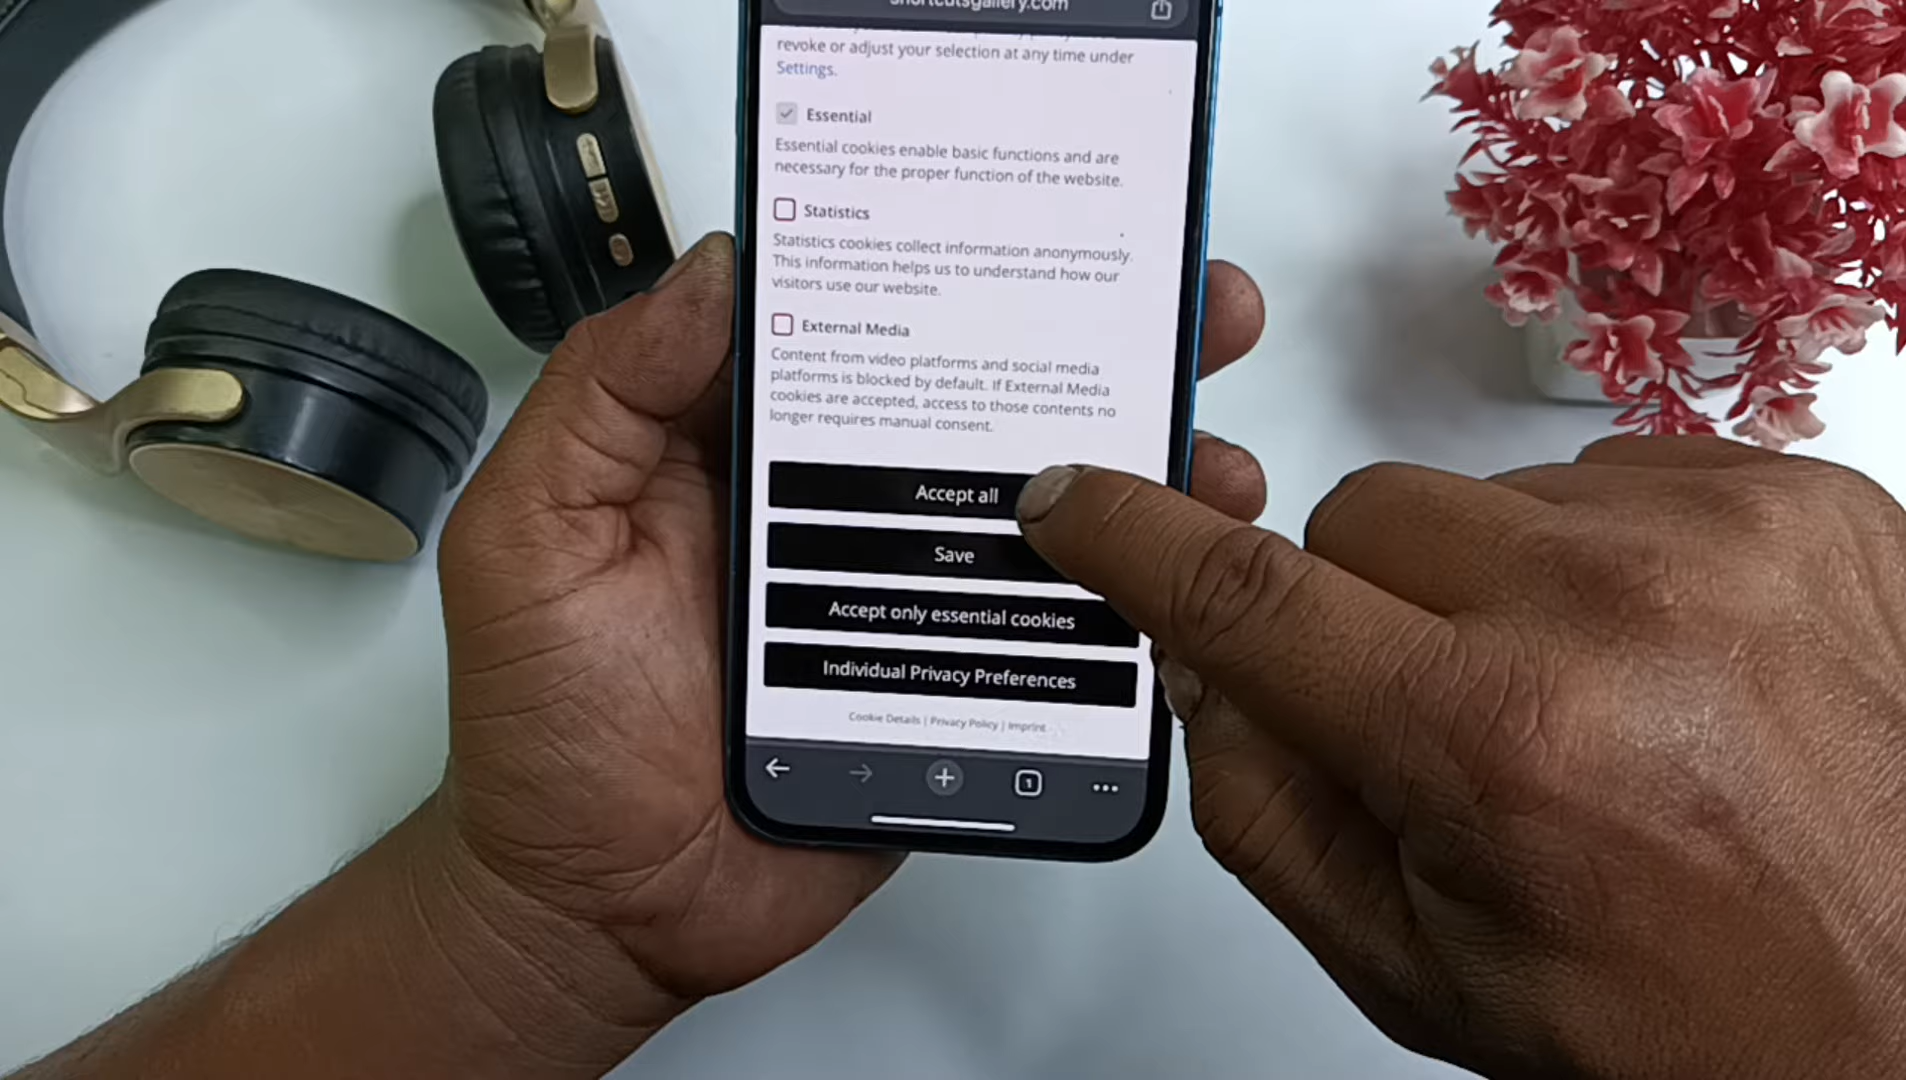 shortcutsgallery.com
revoke or adjust your selection at any time under
Settings.
Essential
Essential cookies enable basic functions and are
necessary for the proper function of the website.
Statistics
Statistics cookies collect information anonymously.
This information helps us to understand how our
visitors use our website.
External Media
Content from video platforms and social media
platforms is blocked by default. If External Media
cookies are accepted, access to those contents no
longer requires manual consent.
Accept all
Save
Accept only essential cookies
Individual Privacy Preferences
Cookie Details | Privacy Policy | Imprint
1